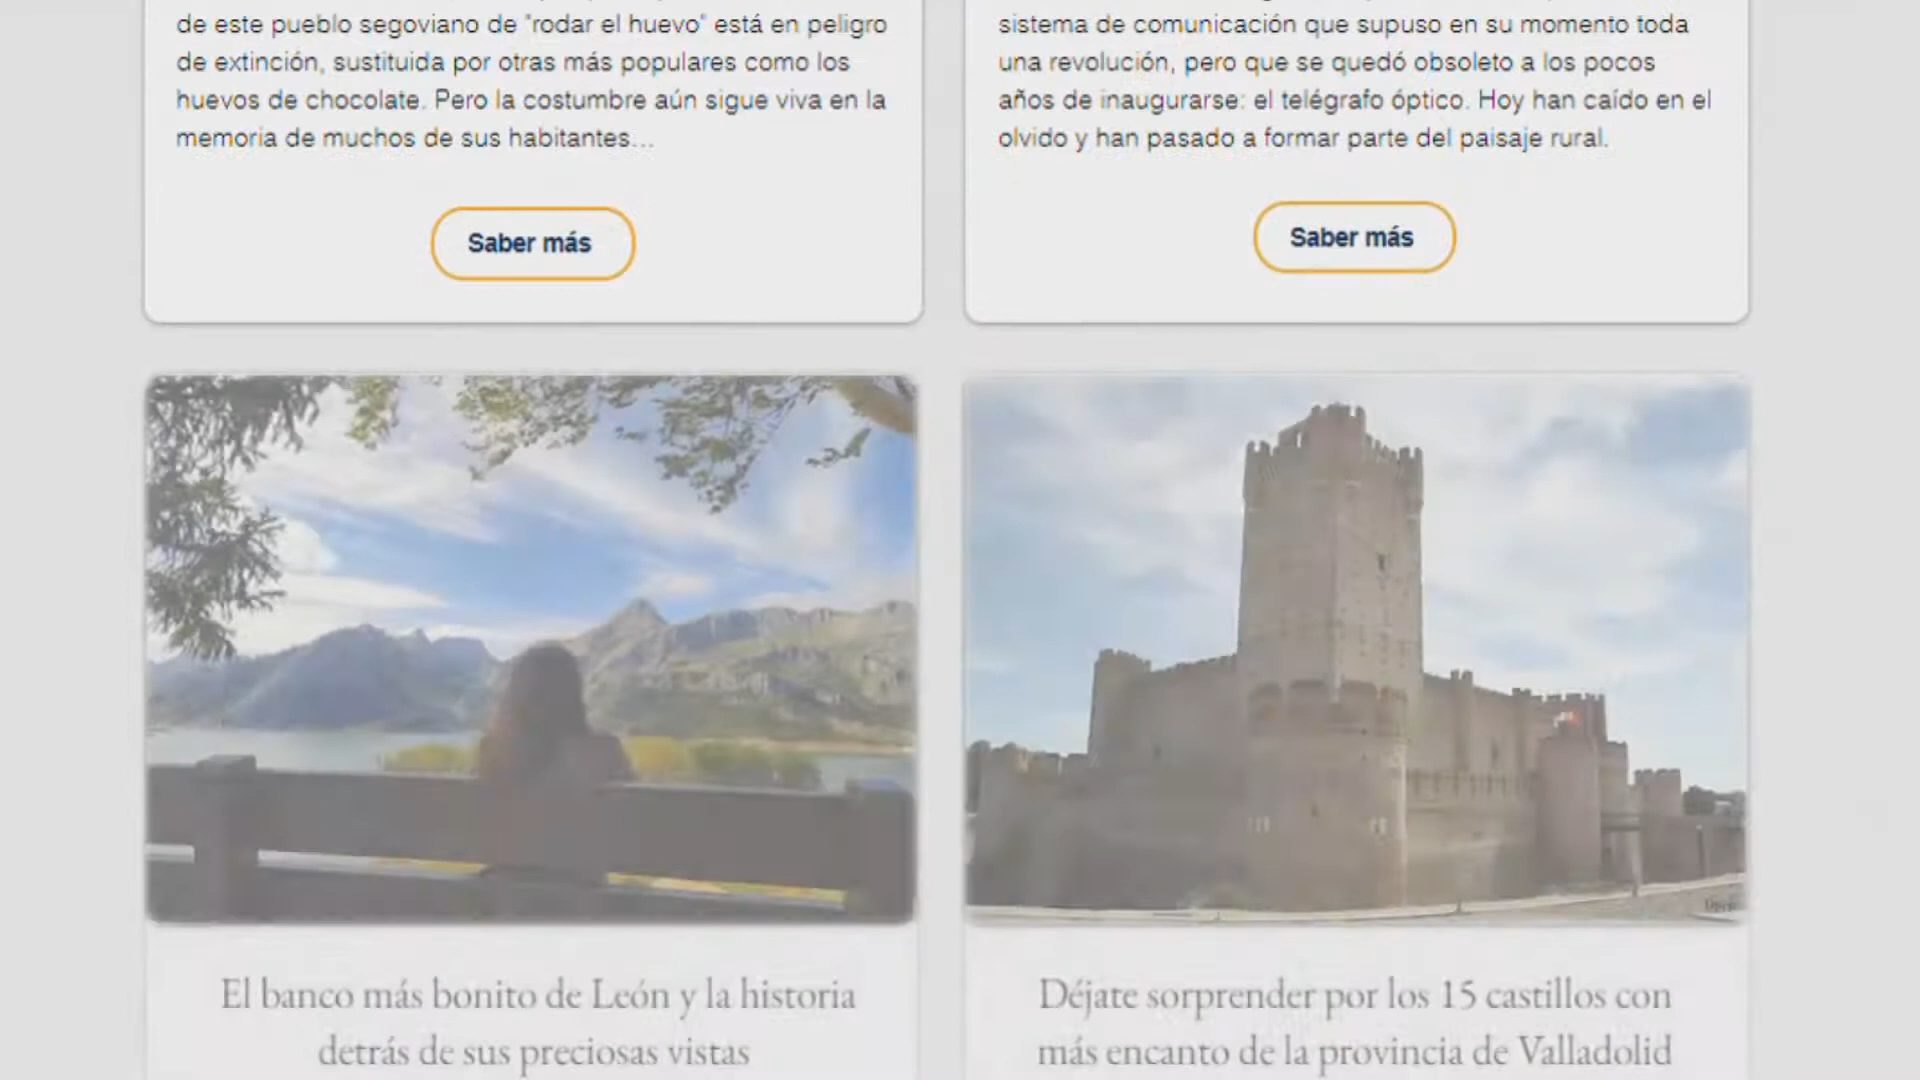 de este pueblo segoviano de "rodar el huevo" está en peligro
de extinción, sustituida por otras más populares como los
huevos de chocolate. Pero la costumbre aún sigue viva en la
memoria de muchos de sus habitantes...
Saber más
sistema de comunicación que supuso en su momento toda
una revolución, pero que se quedó obsoleto a los pocos
años de inaugurarse: el telégrafo óptico. Hoy han caído en el
olvido y han pasado a formar parte del paisaje rural.
Saber más
El banco más bonito de León y la historia
detrás de sus preciosas vistas
Déjate sorprender por los 15 castillos con
más encanto de la provincia de Valladolid